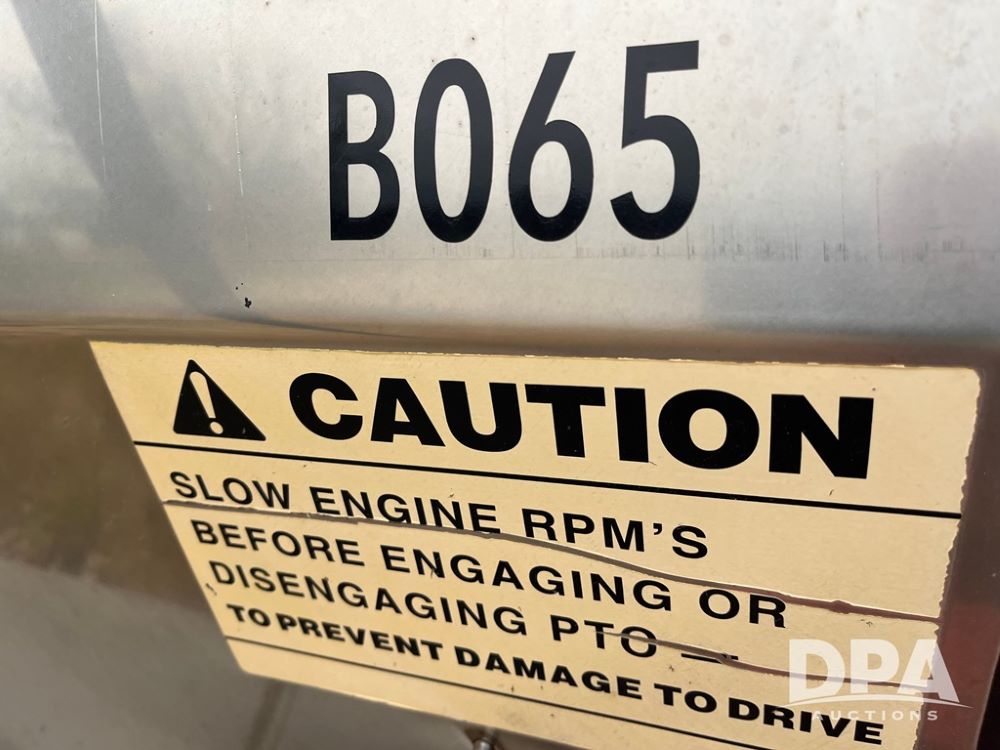 B065
CAUTION
SLOW ENGINE RPM'S
BEFORE ENGAGING OR
DISENGAGING PTO —
TO PREVENT DAMAGE TO DRIVE
DPA
AUCTIONS